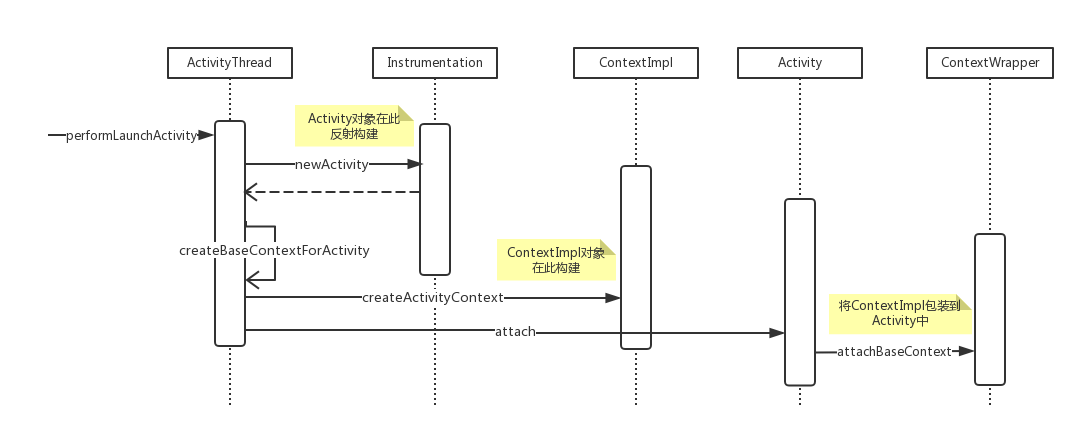 ActivityThread
Instrumentation
ContextImpl
Activity
ContextWrapper
Activity对象在此
反射构建
performLaunchActivity
newActivity
createBaseContextForActivity
ContextImpl对象
在此构建
createActivityContext
将ContextImpl包装到
Activity中
attach
attachBaseContext